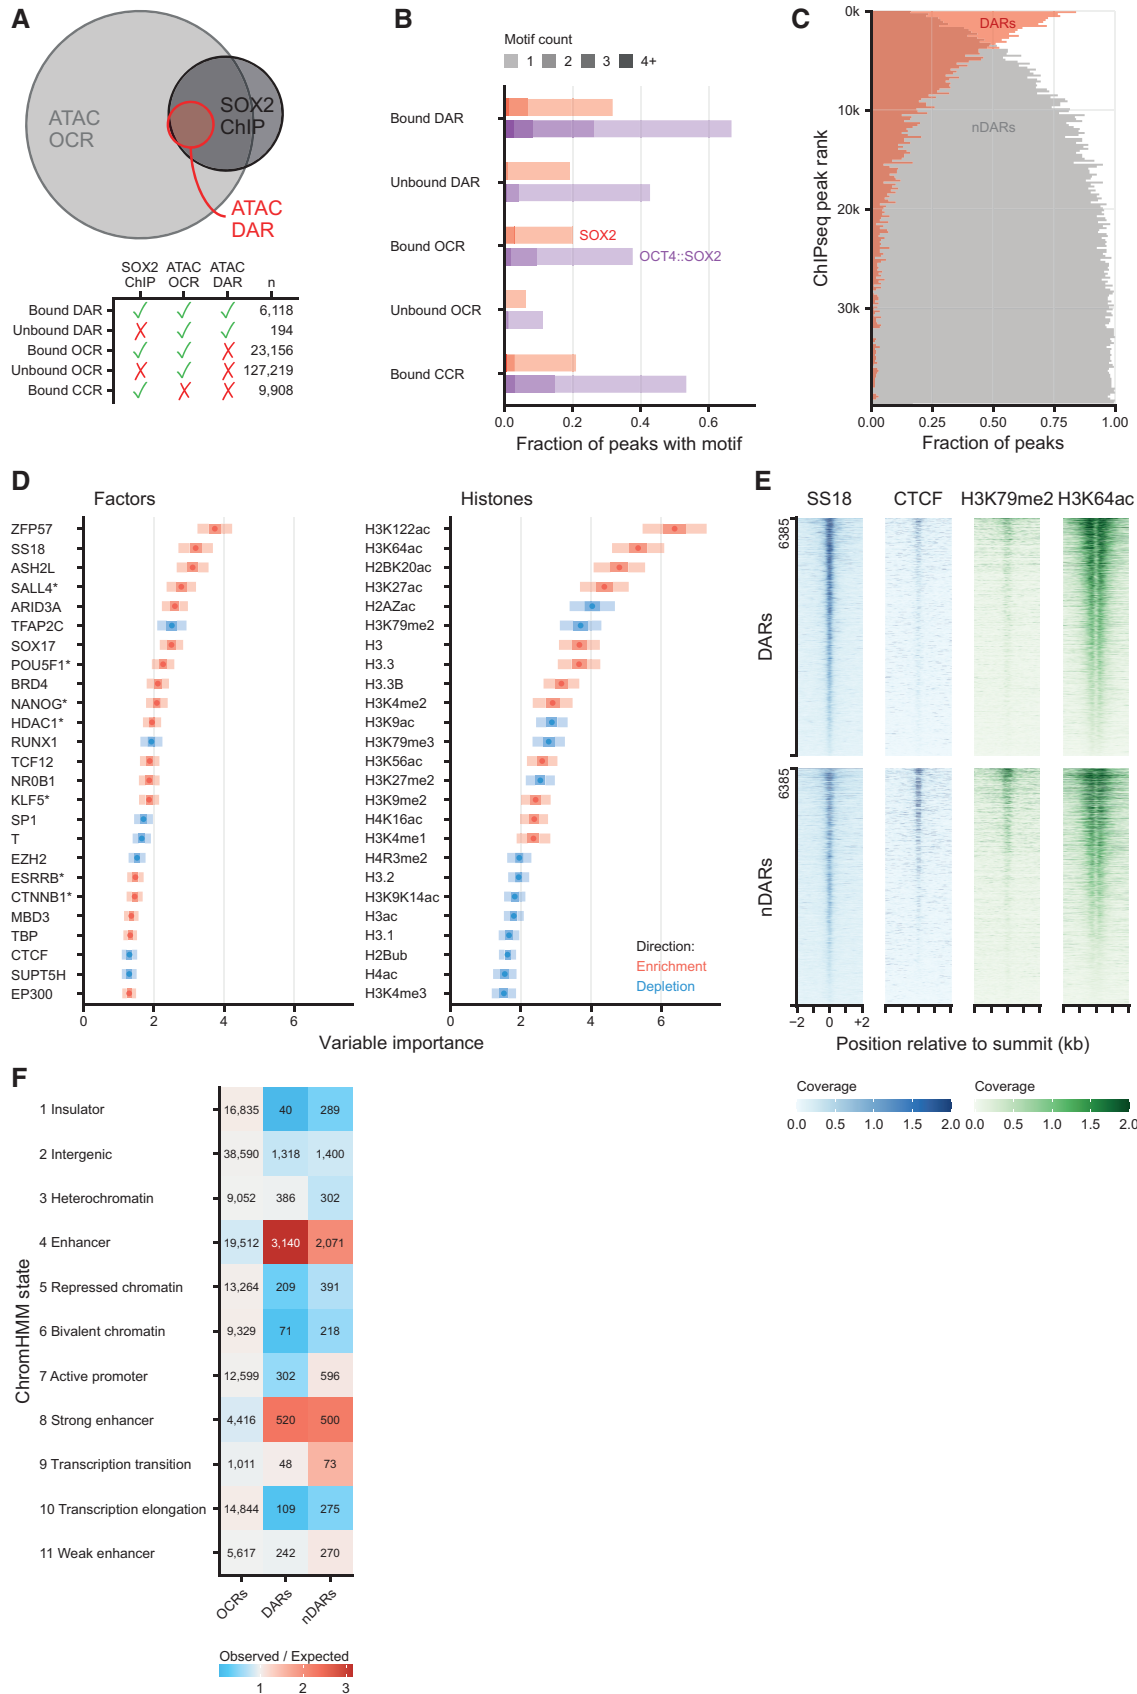 A
ATAC
OCR
SOX2
ChIP
ATAC
DAR
SOX2 ATAC ATAC
ChIP OCR DAR n
Bound DAR 6,118
Unbound DAR 194
Bound OCR 23,156
Unbound OCR 127,219
Bound CCR 9,908
B
Motif count
1 2 3 4+
Bound DAR
Unbound DAR
Bound OCR
SOX2
OCT4::SOX2
Unbound OCR
Bound CCR
0.0 0.2 0.4 0.6
Fraction of peaks with motif
C
ChIPseq peak rank
0k
10k
20k
30k
DARs
nDARs
0.00 0.25 0.50 0.75 1.00
Fraction of peaks
D
Factors
ZFP57
SS18
ASH2L
SALL4*
ARID3A
TFAP2C
SOX17
POU5F1*
BRD4
NANOG*
HDAC1*
RUNX1
TCF12
NR0B1
KLF5*
SP1
T
EZH2
ESRRB*
CTNNB1*
MBD3
TBP
CTCF
SUPT5H
EP300
0 2 4 6
Histones
H3K122ac
H3K64ac
H2BK20ac
H3K27ac
H2AZac
H3K79me2
H3
H3.3
H3.3B
H3K4me2
H3K9ac
H3K79me3
H3K56ac
H3K27me2
H3K9me2
H4K16ac
H3K4me1
H4R3me2
H3.2
H3K9K14ac
H3ac
H3.1
H2Bub
H4ac
H3K4me3
Direction:
Enrichment
Depletion
0 2 4 6
Variable importance
E
SS18 CTCF H3K79me2 H3K64ac
DARs
6385
nDARs
6385
−2 0 +2
Position relative to summit (kb)
Coverage
0.0 0.5 1.0 1.5 2.0
Coverage
0.0 0.5 1.0 1.5 2.0
F
ChromHMM state
1 Insulator 16,835 40 289
2 Intergenic 38,590 1,318 1,400
3 Heterochromatin 9,052 386 302
4 Enhancer 19,512 3,140 2,071
5 Repressed chromatin 13,264 209 391
6 Bivalent chromatin 9,329 71 218
7 Active promoter 12,599 302 596
8 Strong enhancer 4,416 520 500
9 Transcription transition 1,011 48 73
10 Transcription elongation 14,844 109 275
11 Weak enhancer 5,617 242 270
OCRs DARs nDARs
Observed / Expected
1 2 3